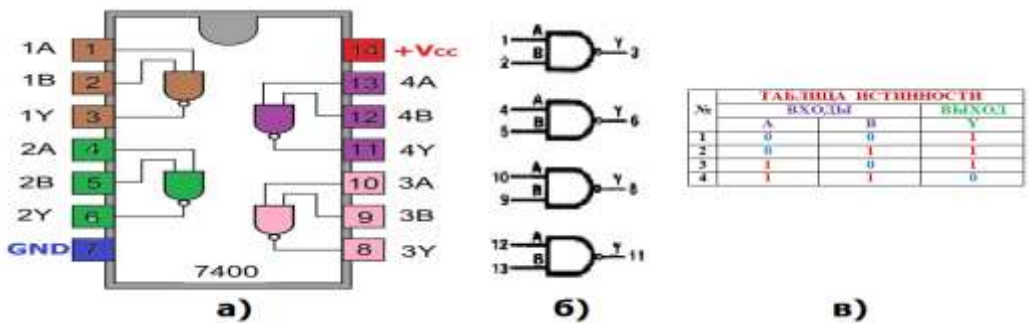 1A 1 14 +Vcc
1B 2 13 4A
1Y 3 12 4B
2A 4 11 4Y
2B 5 10 3A
2Y 6 9 3B
GND 7 8 3Y
7400
а)
A
1
B
2
Y
3
A
4
B
5
Y
6
A
10
B
9
Y
8
A
12
B
13
Y
11
б)
№ ТАБЛИЦА ИСТИННОСТИ
ВХОДЫ ВЫХОД
A B Y
1 0 0 1
2 0 1 1
3 1 0 1
4 1 1 0
в)